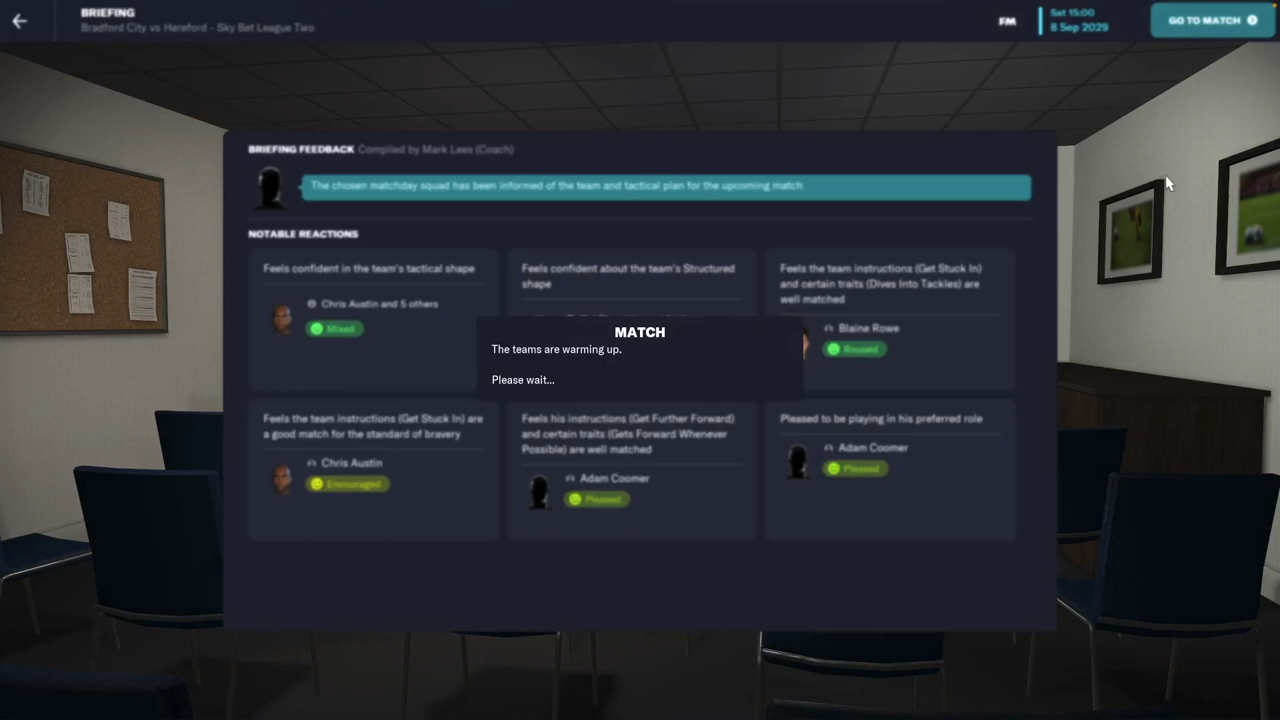 BRIEFING
Bradford City vs Hereford - Sky Bet League Two
FM
Sat 15:00
8 Sep 2029
GO TO MATCH
BRIEFING FEEDBACK Compiled by Mark Lees (Coach)
The chosen matchday squad has been informed of the team and tactical plan for the upcoming match
NOTABLE REACTIONS
Feels confident in the team's tactical shape
Chris Austin and 5 others
Mixed
Feels confident about the team's Structured
shape
Feels the team instructions (Get Stuck In)
and certain traits (Dives Into Tackles) are
well matched
Blaine Rowe
Roused
MATCH
The teams are warming up.
Please wait...
Feels the team instructions (Get Stuck In) are
a good match for the standard of bravery
Chris Austin
Encouraged
Feels his instructions (Get Further Forward)
and certain traits (Gets Forward Whenever
Possible) are well matched
Adam Coomer
Pleased
Pleased to be playing in his preferred role
Adam Coomer
Pleased